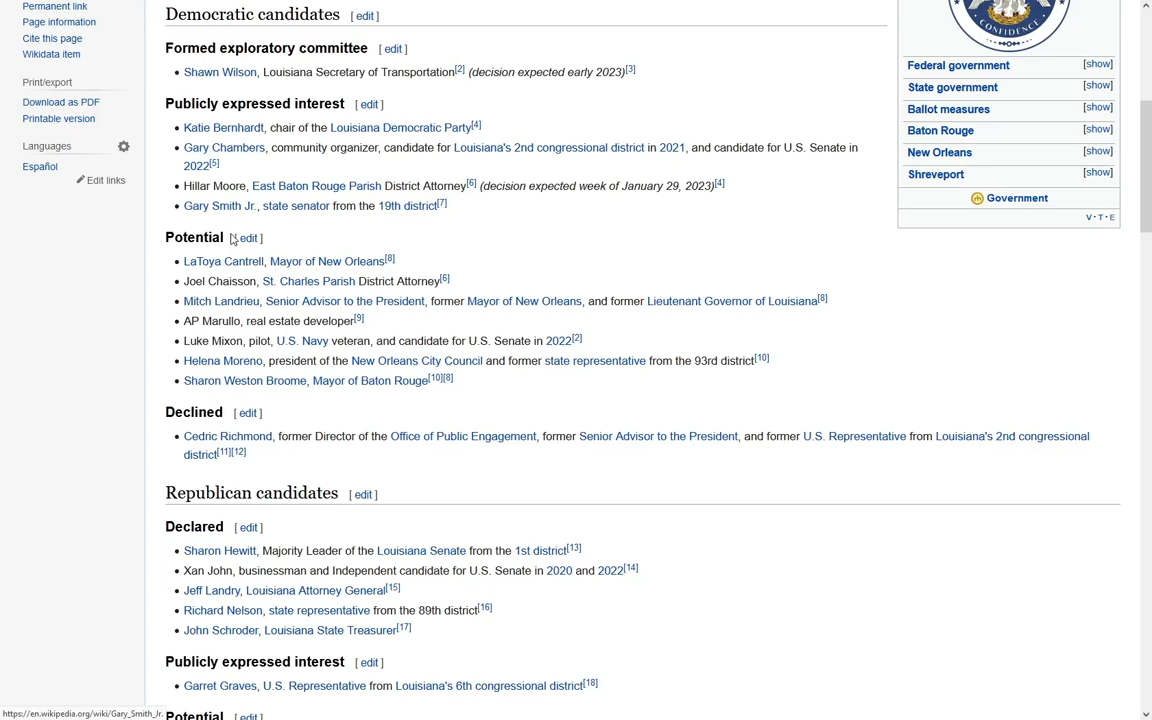 Permanent link
Page information
Cite this page
Wikidata item
Print/export
Download as PDF
Printable version
Languages
Español
Edit links
Democratic candidates [ edit ]
Formed exploratory committee [ edit ]
• Shawn Wilson, Louisiana Secretary of Transportation[2] (decision expected early 2023)[3]
Publicly expressed interest [ edit ]
• Katie Bernhardt, chair of the Louisiana Democratic Party[4]
• Gary Chambers, community organizer, candidate for Louisiana's 2nd congressional district in 2021, and candidate for U.S. Senate in
2022[5]
• Hillar Moore, East Baton Rouge Parish District Attorney[6] (decision expected week of January 29, 2023)[4]
• Gary Smith Jr., state senator from the 19th district[7]
Potential [ edit ]
• LaToya Cantrell, Mayor of New Orleans[8]
• Joel Chaisson, St. Charles Parish District Attorney[6]
• Mitch Landrieu, Senior Advisor to the President, former Mayor of New Orleans, and former Lieutenant Governor of Louisiana[8]
• AP Marullo, real estate developer[9]
• Luke Mixon, pilot, U.S. Navy veteran, and candidate for U.S. Senate in 2022[2]
• Helena Moreno, president of the New Orleans City Council and former state representative from the 93rd district[10]
• Sharon Weston Broome, Mayor of Baton Rouge[10][8]
Declined [ edit ]
• Cedric Richmond, former Director of the Office of Public Engagement, former Senior Advisor to the President, and former U.S. Representative from Louisiana's 2nd congressional
district[11][12]
Republican candidates [ edit ]
Declared [ edit ]
• Sharon Hewitt, Majority Leader of the Louisiana Senate from the 1st district[13]
• Xan John, businessman and Independent candidate for U.S. Senate in 2020 and 2022[14]
• Jeff Landry, Louisiana Attorney General[15]
• Richard Nelson, state representative from the 89th district[16]
• John Schroder, Louisiana State Treasurer[17]
Publicly expressed interest [ edit ]
• Garret Graves, U.S. Representative from Louisiana's 6th congressional district[18]
Potential [ edit ]
CONFIDENCE
Federal government [show]
State government [show]
Ballot measures [show]
Baton Rouge [show]
New Orleans [show]
Shreveport [show]
Government
V·T·E
https://en.wikipedia.org/wiki/Gary_Smith_Jr.